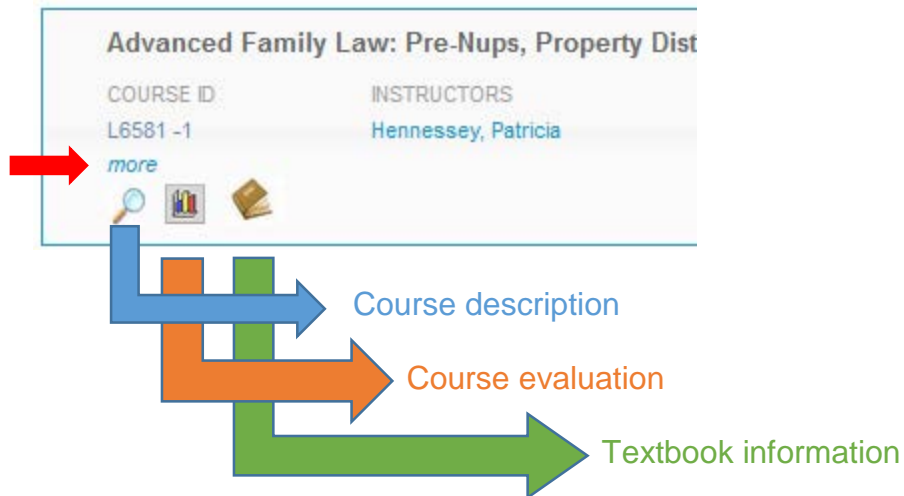 Advanced Family Law: Pre-Nups, Property Dist
COURSE ID INSTRUCTORS
L6581 -1 Hennessey, Patricia
more
Course description
Course evaluation
Textbook information